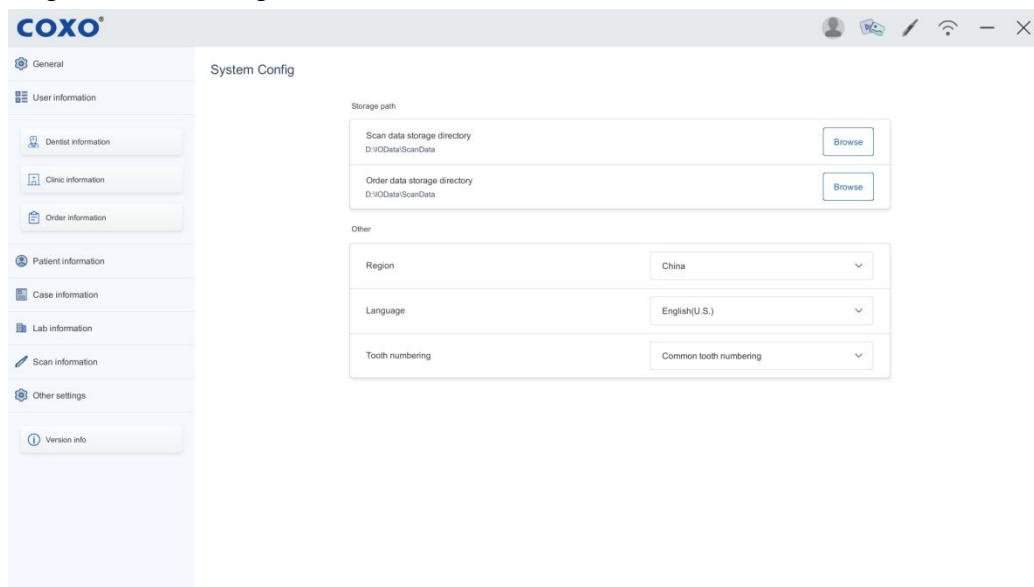 COXO®
General
System Config
User information
Storage path
Scan data storage directory
D:\IOData\ScanData
Browse
Dentist information
Clinic information
Order data storage directory
D:\IOData\ScanData
Browse
Order information
Other
Patient information
Region
China
Case information
Language
English(U.S.)
Lab information
Tooth numbering
Common tooth numbering
Scan information
Other settings
Version info